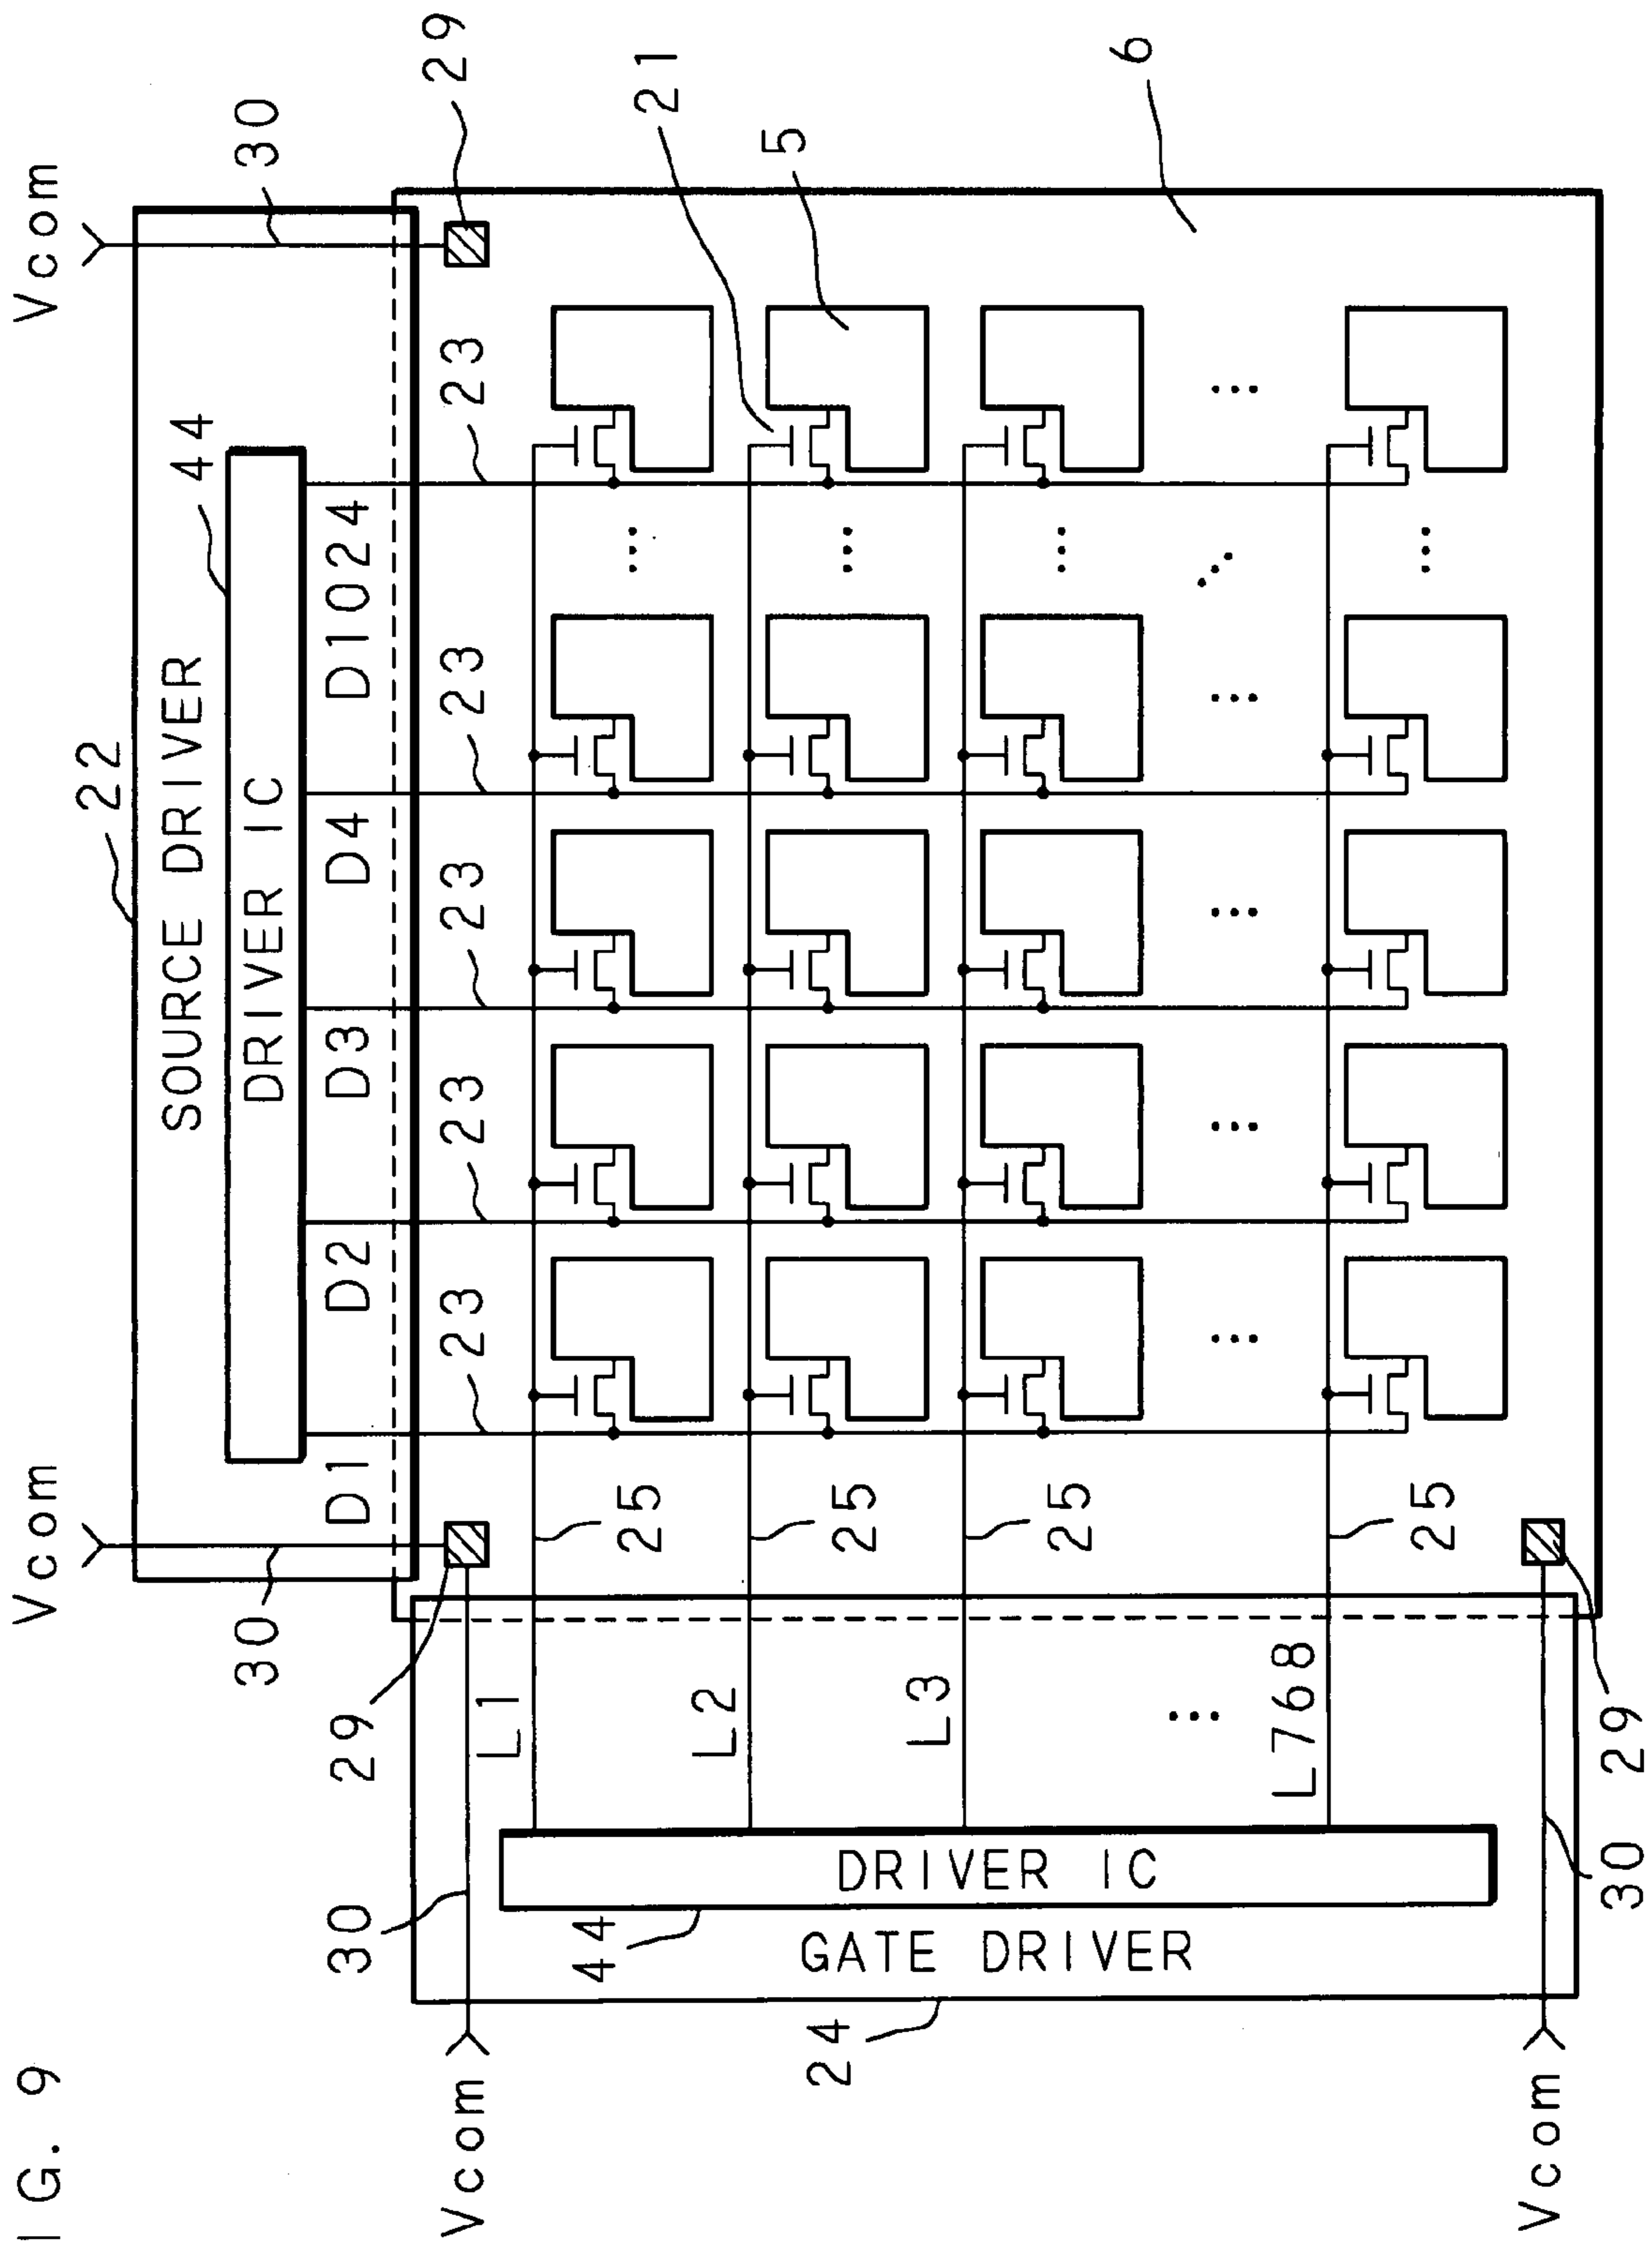 IG. 9
Vcom
Vcom
30
30
29
22
SOURCE DRIVER
44
DRIVER IC
D1
D2
D3
D4
D1024
29
23
23
23
23
23
21
5
6
Vcom
30
L1
25
L2
25
L3
25
L768
25
DRIVER IC
44
GATE DRIVER
24
Vcom
30
29